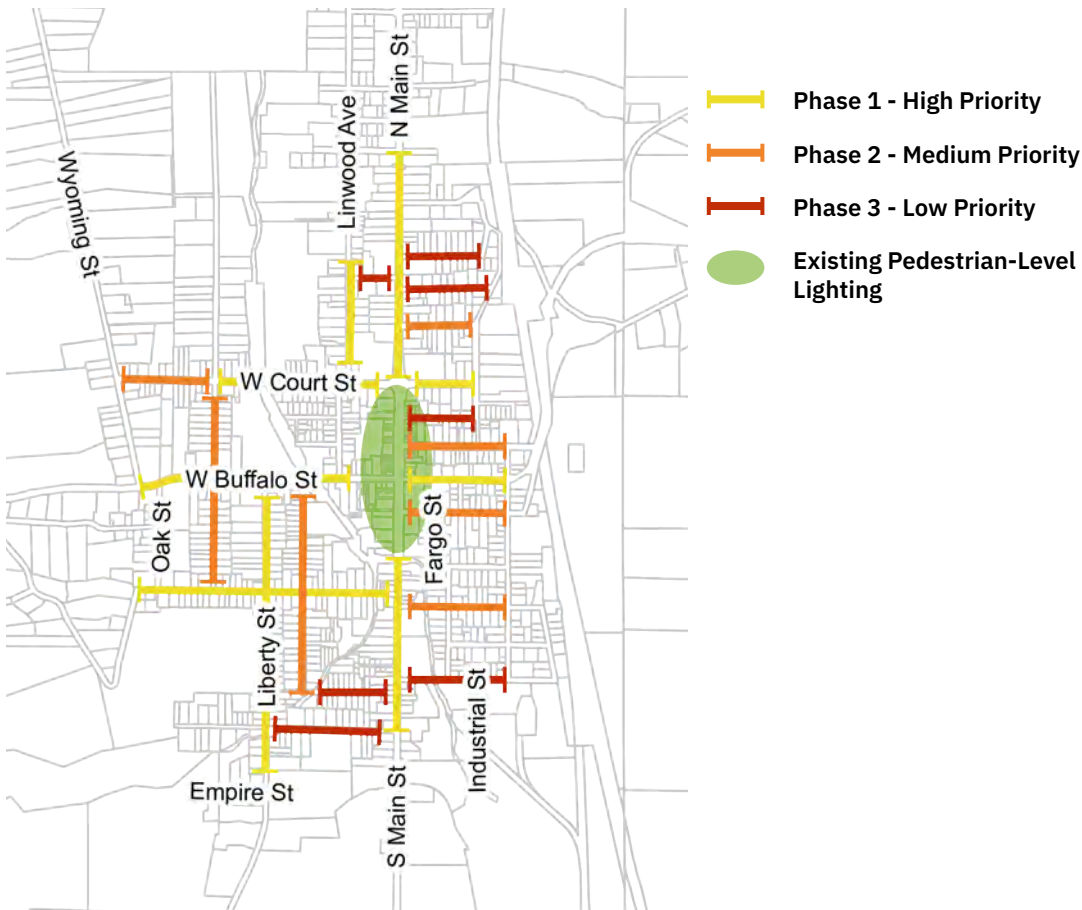 N Main St
Linwood Ave
Wyoming St
W Court St
W Buffalo St
Oak St
Fargo St
Liberty St
Industrial St
Empire St
S Main St
Phase 1 - High Priority
Phase 2 - Medium Priority
Phase 3 - Low Priority
Existing Pedestrian-Level
Lighting